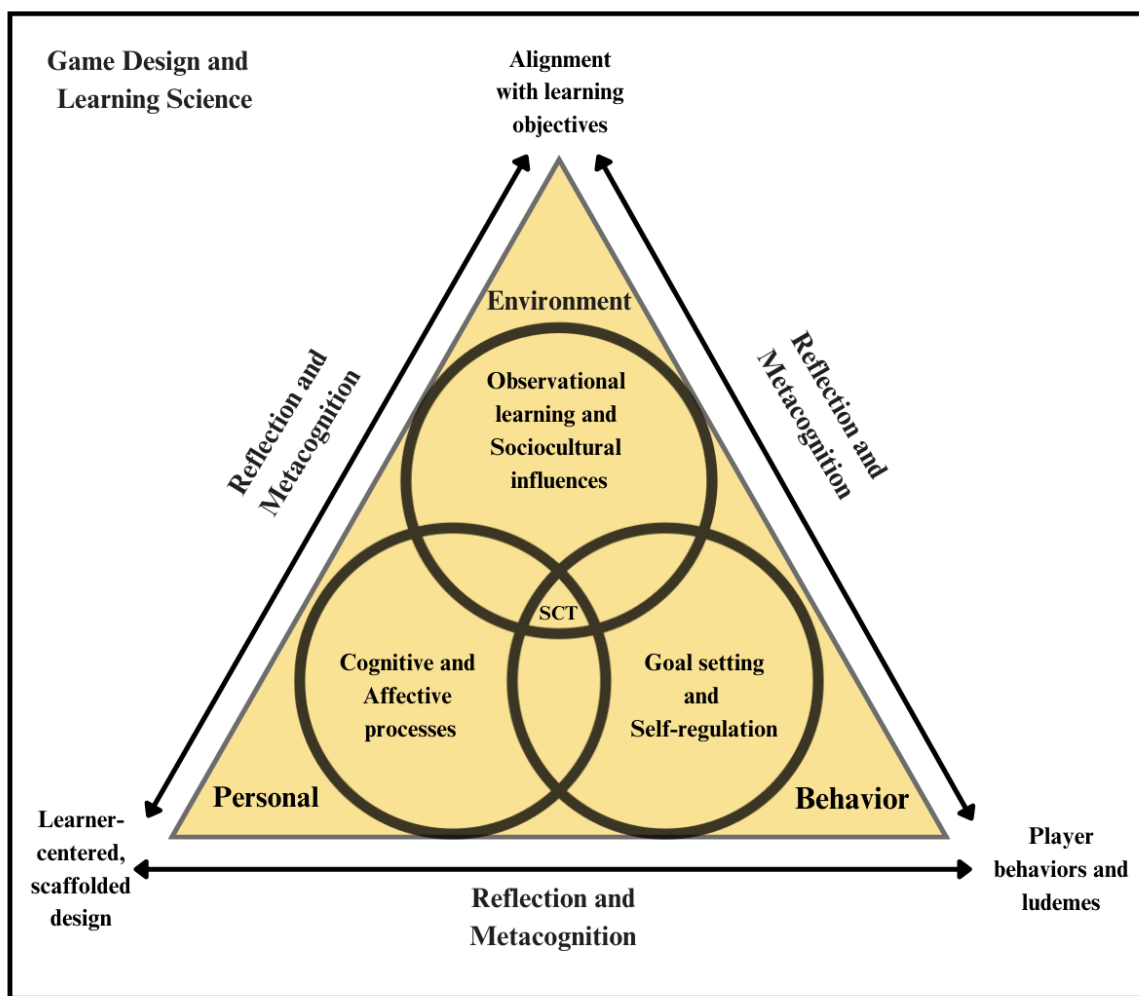 Game Design and
Learning Science
Alignment
with learning
objectives
Environment
Reflection and
Metacognition
Reflection and
Metacognition
Observational
learning and
Sociocultural
influences
SCT
Cognitive and
Affective
processes
Goal setting
and
Self-regulation
Personal
Behavior
Learner-
centered,
scaffolded
design
Player
behaviors and
ludemes
Reflection and
Metacognition